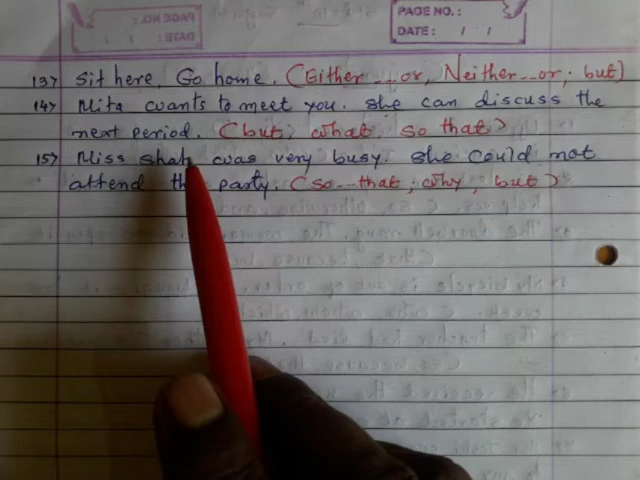 PAGE NO.:
DATE: / /
13> Sit here. Go home. (Either...or, Neither...or; but)
14> Mita wants to meet you. She can discuss the
next period. (but, what, so that)
15> Miss Shah was very busy. She could not
attend the party. (so...that, why, but)